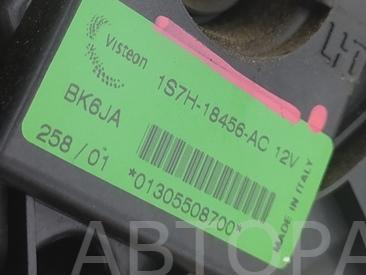 Visteon
1S7H-18456-AC 12V
BK6JA
258/01
*01305508700*
MADE IN ITALY
АВТОРА